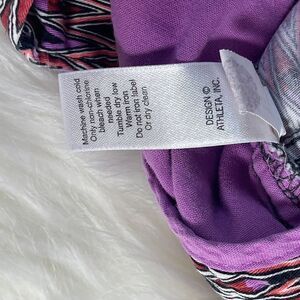 Machine wash cold
Only non-chlorine
bleach when
needed
Tumble dry low
Warm iron
Do not iron label
Or dry clean
DESIGN ©
ATHLETA, INC.